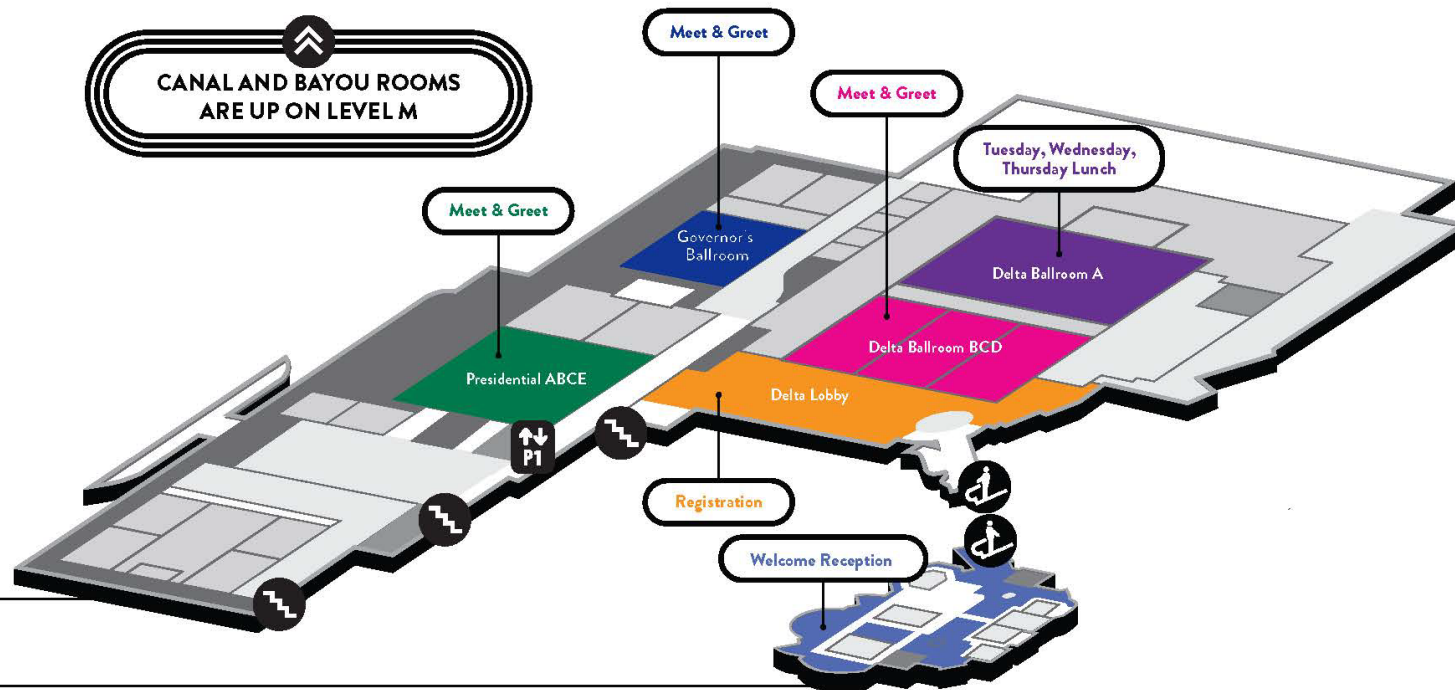 CANAL AND BAYOU ROOMS
ARE UP ON LEVEL M
Meet & Greet
Meet & Greet
Tuesday, Wednesday,
Thursday Lunch
Meet & Greet
Governor's
Ballroom
Delta Ballroom A
Delta Ballroom BCD
Presidential ABCE
Delta Lobby
P1
Registration
Welcome Reception